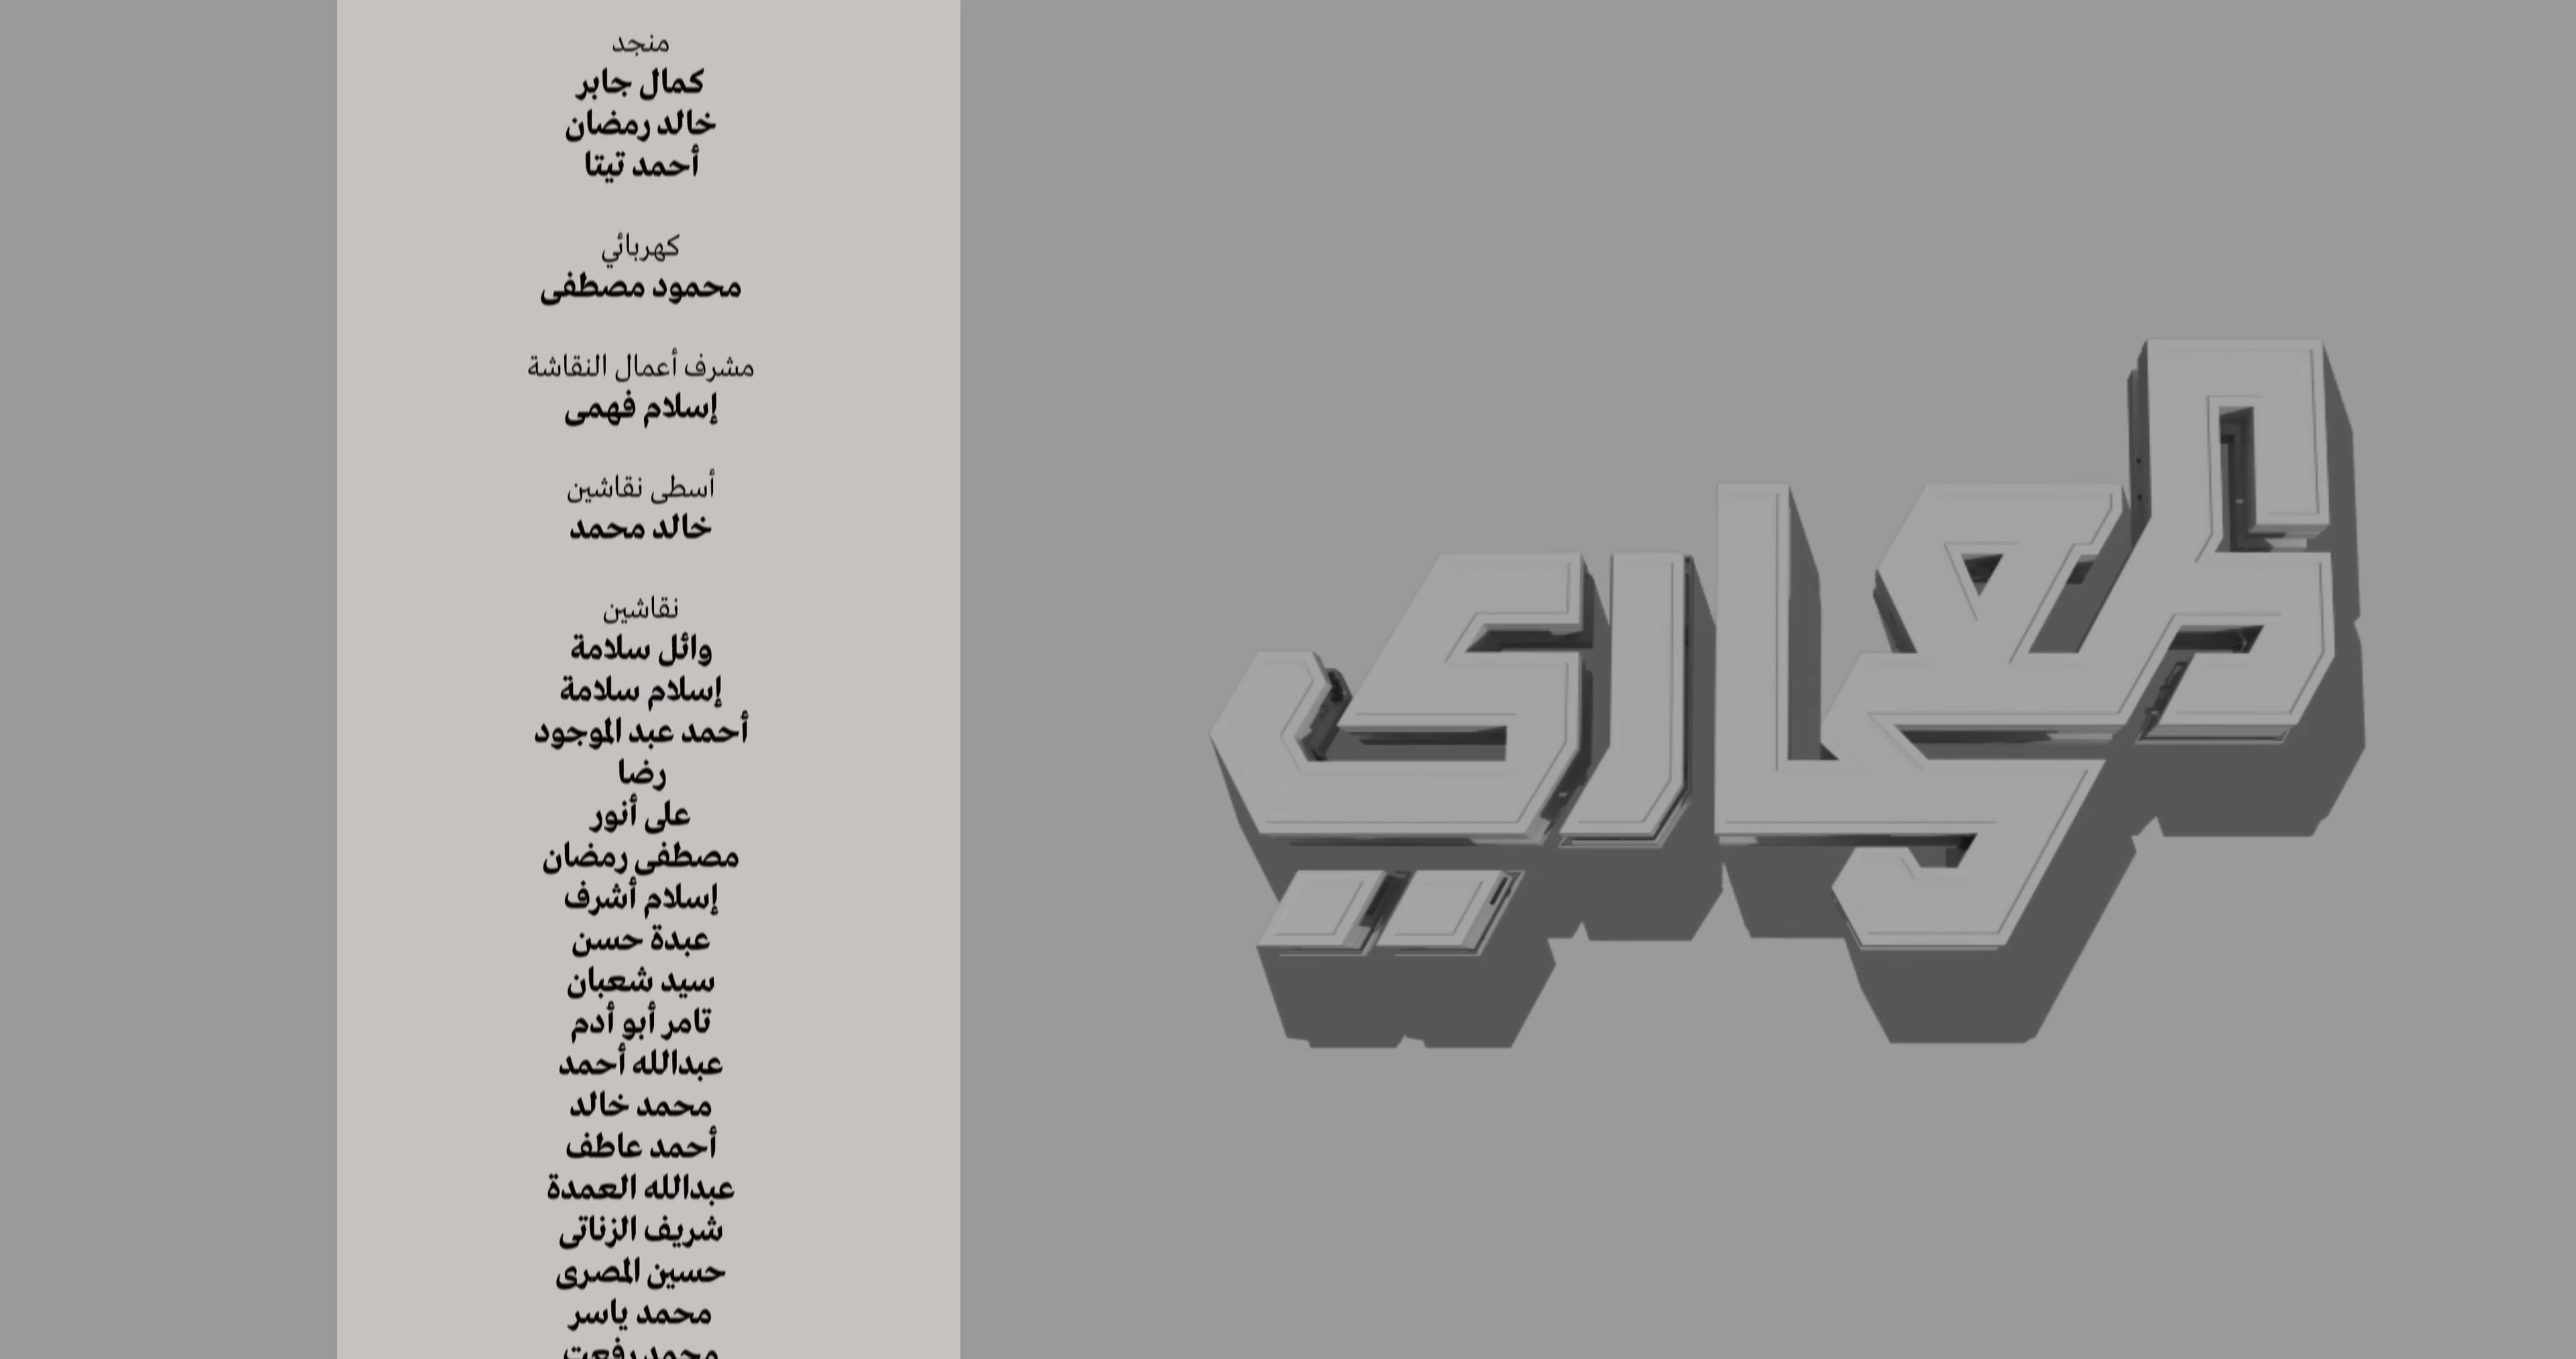 منجد
كمال جابر
خالد رمضان
أحمد تيتا
كهربائي
محمود مصطفى
مشرف أعمال النقاشة
إسلام فهمى
أسطى نقاشين
خالد محمد
نقاشين
وائل سلامة
إسلام سلامة
أحمد عبد الموجود
رضا
على أنور
مصطفى رمضان
إسلام أشرف
عبدة حسن
سيد شعبان
تامر أبو أدم
عبدالله أحمد
محمد خالد
أحمد عاطف
عبدالله العمدة
شريف الزناتى
حسين المصرى
محمد ياسر
محمد رفعت